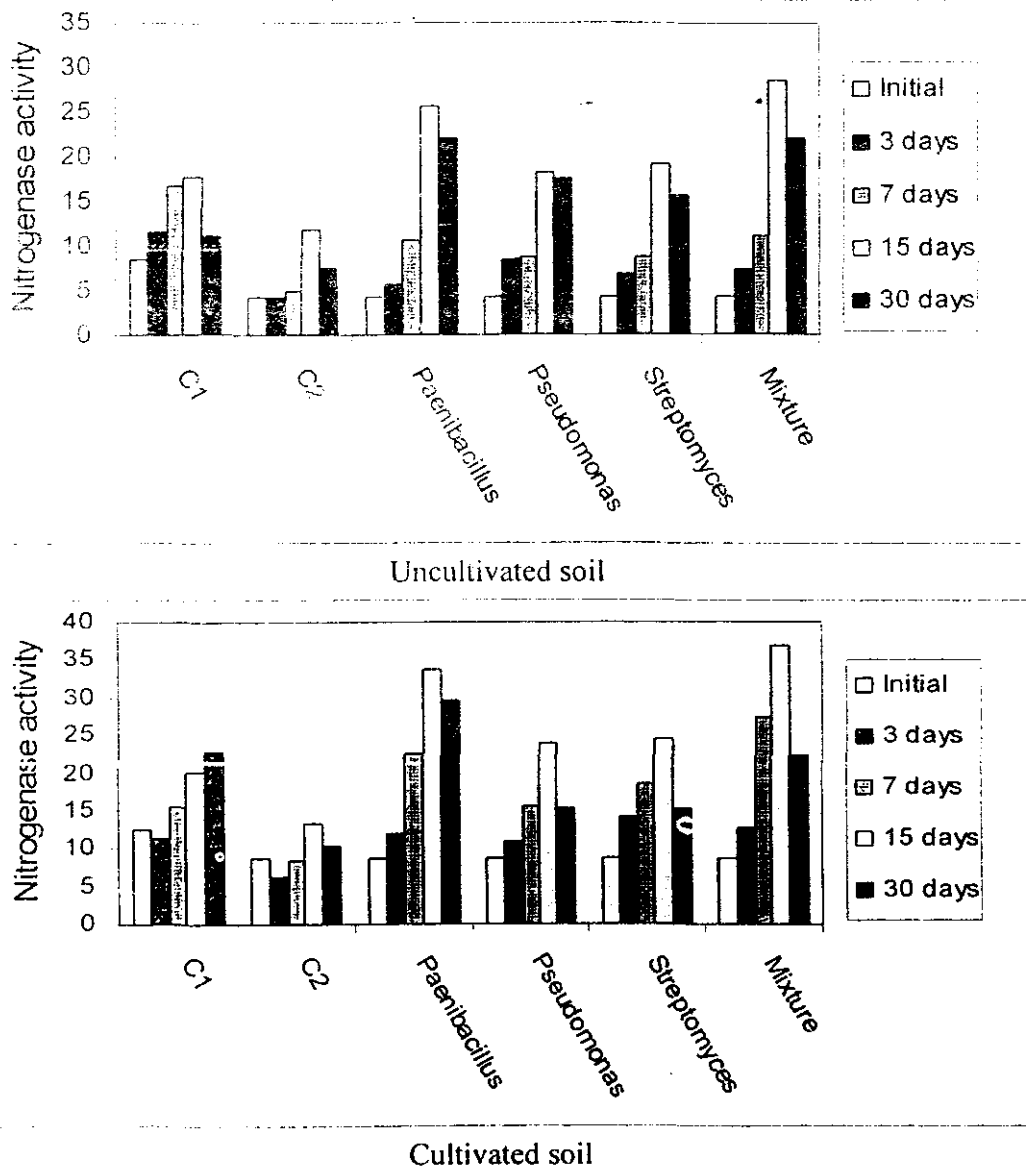 Nitrogenase activity
35
30
25
20
15
10
5
0
C1
C2
Paenibacillus
Pseudomonas
Streptomyces
Mixture
Initial
3 days
7 days
15 days
30 days
Uncultivated soil
Nitrogenase activity
40
35
30
25
20
15
10
5
0
C1
C2
Paenibacillus
Pseudomonas
Streptomyces
Mixture
Initial
3 days
7 days
15 days
30 days
Cultivated soil